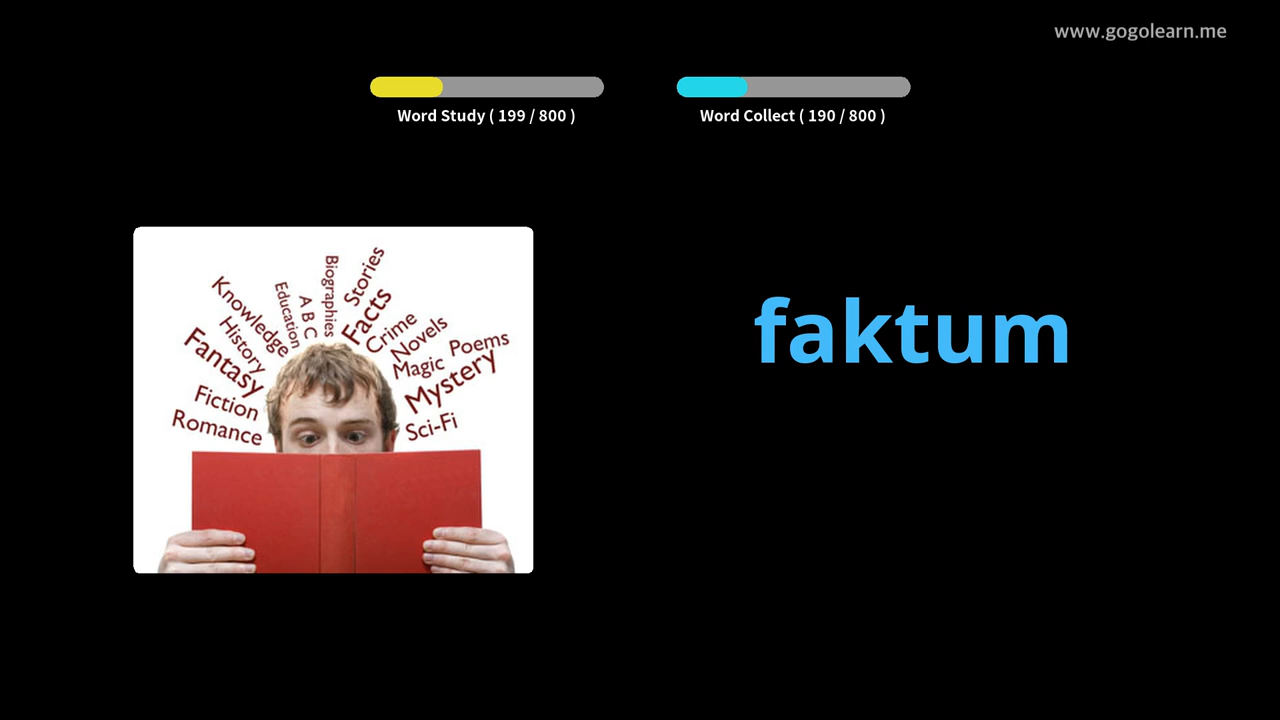 www.gogolearn.me
Word Study ( 199 / 800 )
Word Collect ( 190 / 800 )
faktum
Biographies
Stories
Education
A B C
Facts
Knowledge
Crime
History
Novels
Fantasy
Magic
Poems
Mystery
Fiction
Romance
Sci-Fi